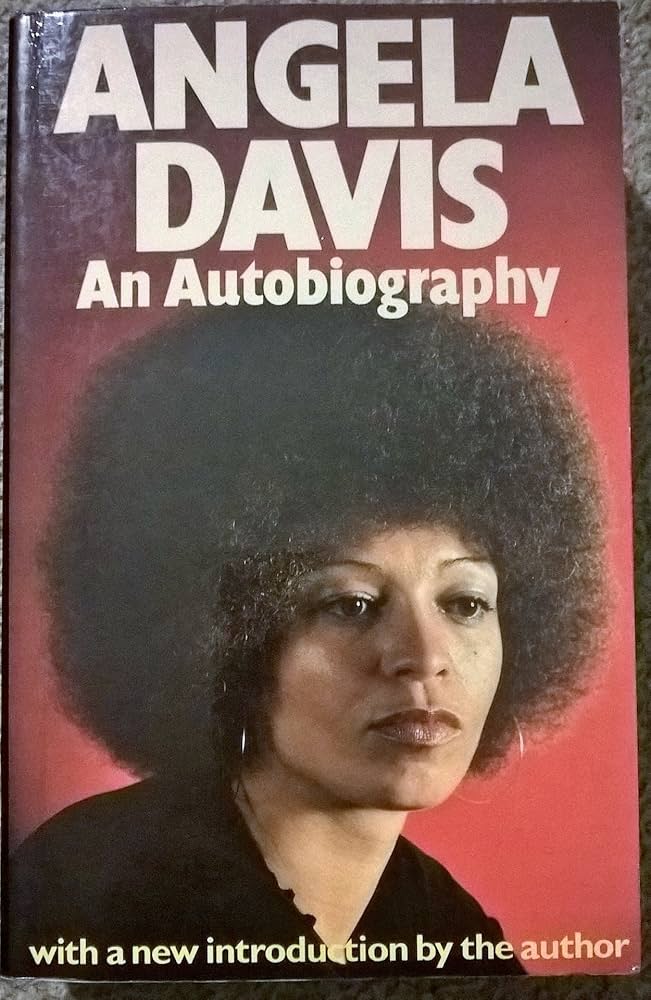 ANGELA
DAVIS
An Autobiography
with a new introduction by the author